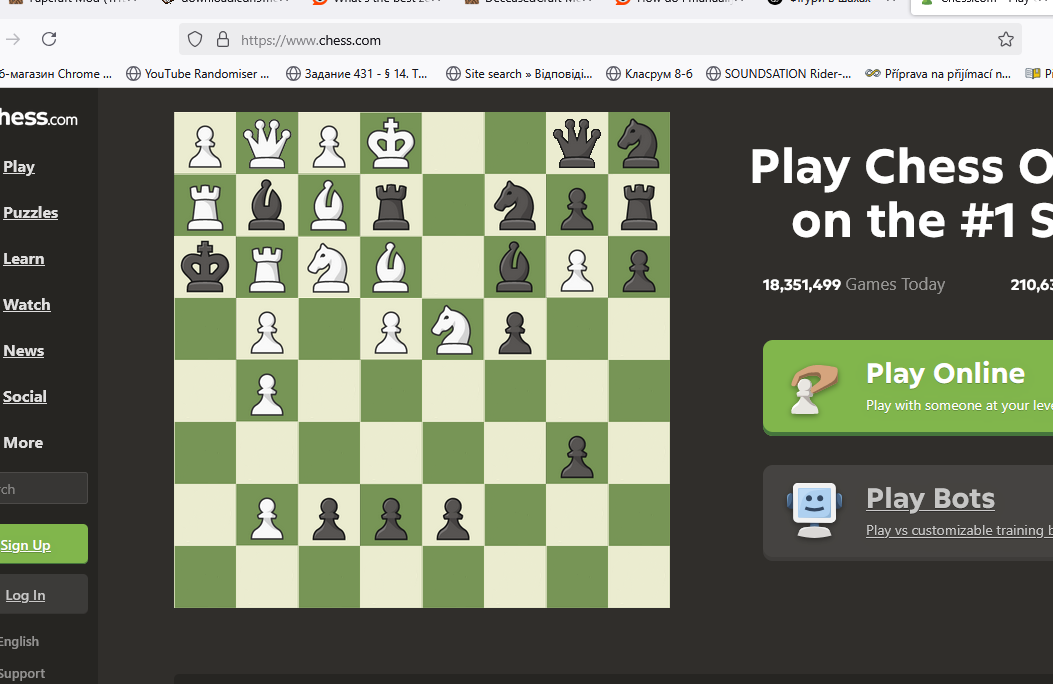 https://www.chess.com
б-магазин Chrome ...
YouTube Randomiser ...
Задание 431 - § 14. Т...
Site search » Відповіді...
Класрум 8-б
SOUNDSATION Rider-...
Příprava na přijímací n...
hess.com
Play
Puzzles
Learn
Watch
News
Social
More
rch
Sign Up
Log In
English
Support
Play Chess O
on the #1 S
18,351,499 Games Today
210,63
Play Online
Play with someone at your leve
Play Bots
Play vs customizable training b